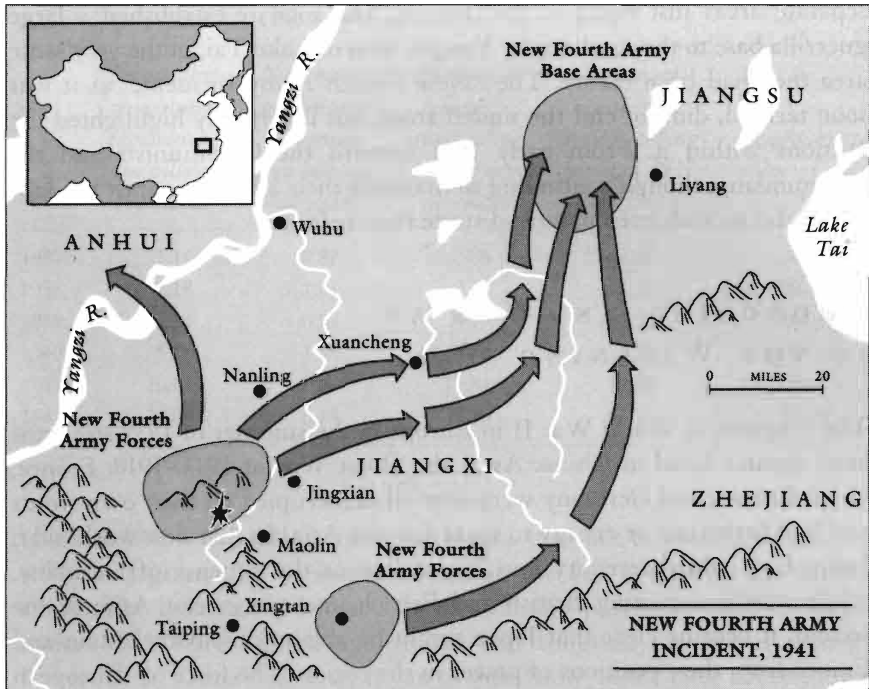 Yangzi R.
New Fourth Army
Base Areas
JIANGSU
Liyang
Wuhu
ANHUI
Lake
Tai
Yangzi R.
Xuancheng
Nanling
0 MILES 20
New Fourth
Army Forces
JIANGXI
Jingxian
ZHEJIANG
Maolin
New Fourth
Army Forces
Xingtan
Taiping
NEW FOURTH ARMY
INCIDENT, 1941